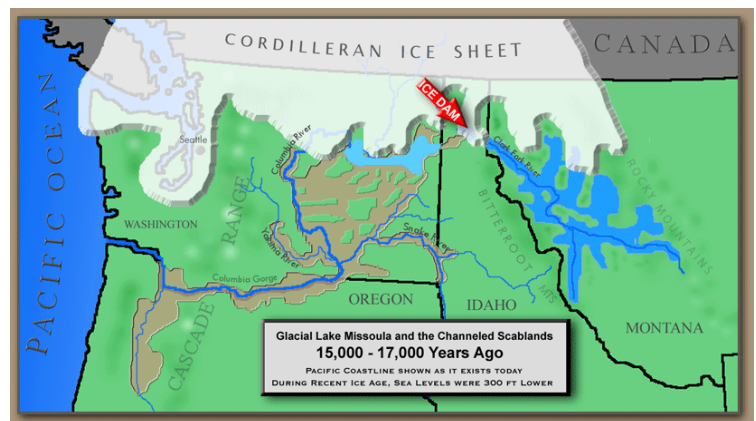 CORDILLERAN ICE SHEET
CANADA
PACIFIC OCEAN
ICE DAM
Seattle
Columbia River
Clark Fork River
ROCKY MOUNTAINS
BITTERROOT MTS
WASHINGTON
CASCADE RANGE
Yakima River
Snake River
Columbia Gorge
OREGON
IDAHO
MONTANA
Glacial Lake Missoula and the Channeled Scablands
15,000 - 17,000 Years Ago
Pacific Coastline shown as it exists today
During Recent Ice Age, Sea Levels were 300 ft Lower